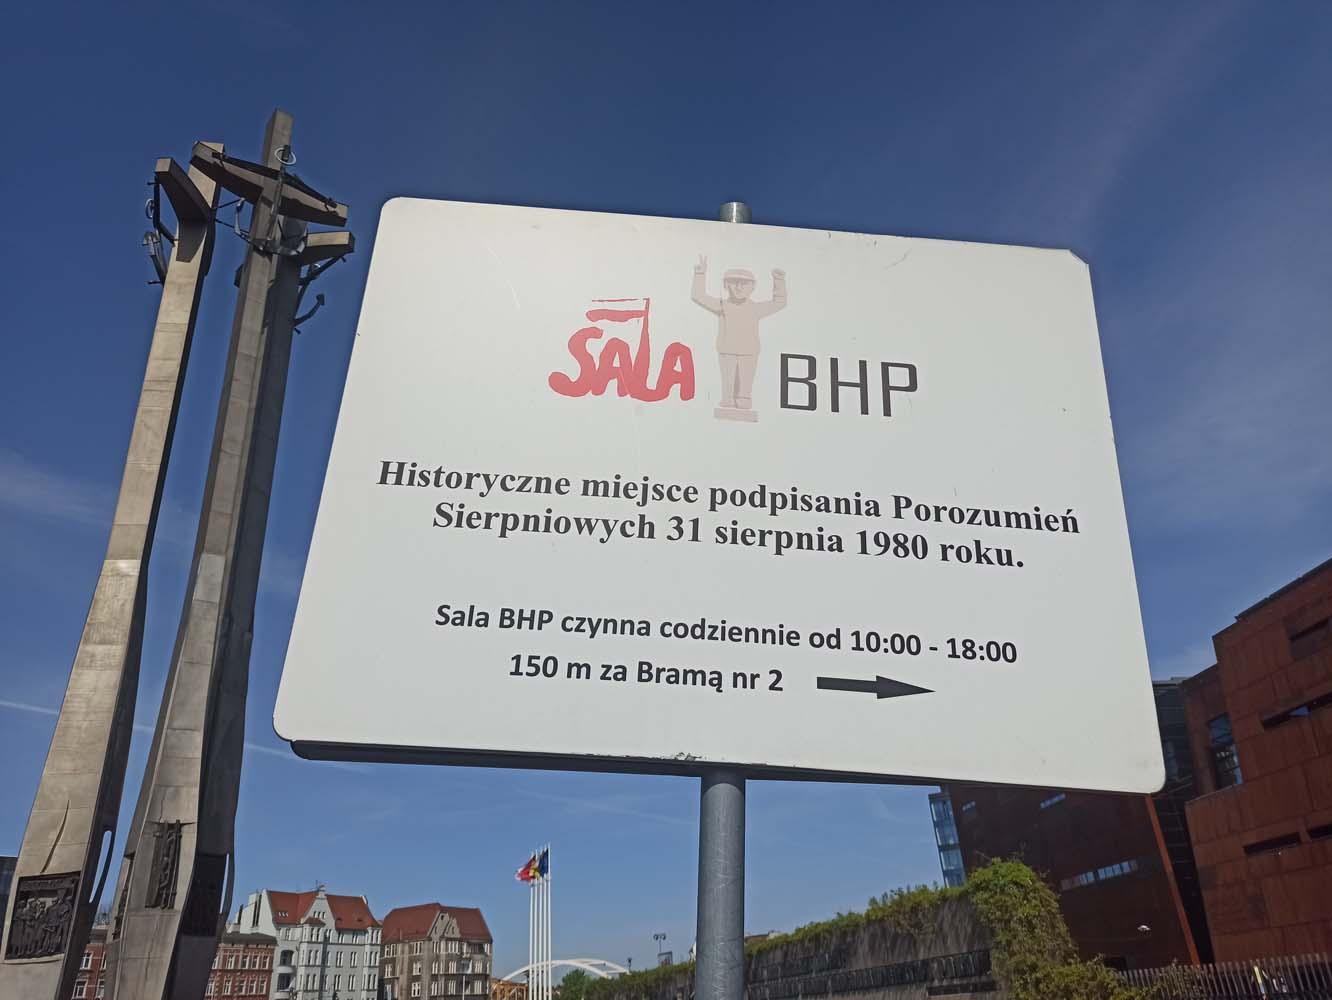 SALA BHP
Historyczne miejsce podpisania Porozumień
Sierpniowych 31 sierpnia 1980 roku.
Sala BHP czynna codziennie od 10:00 - 18:00
150 m za Bramą nr 2